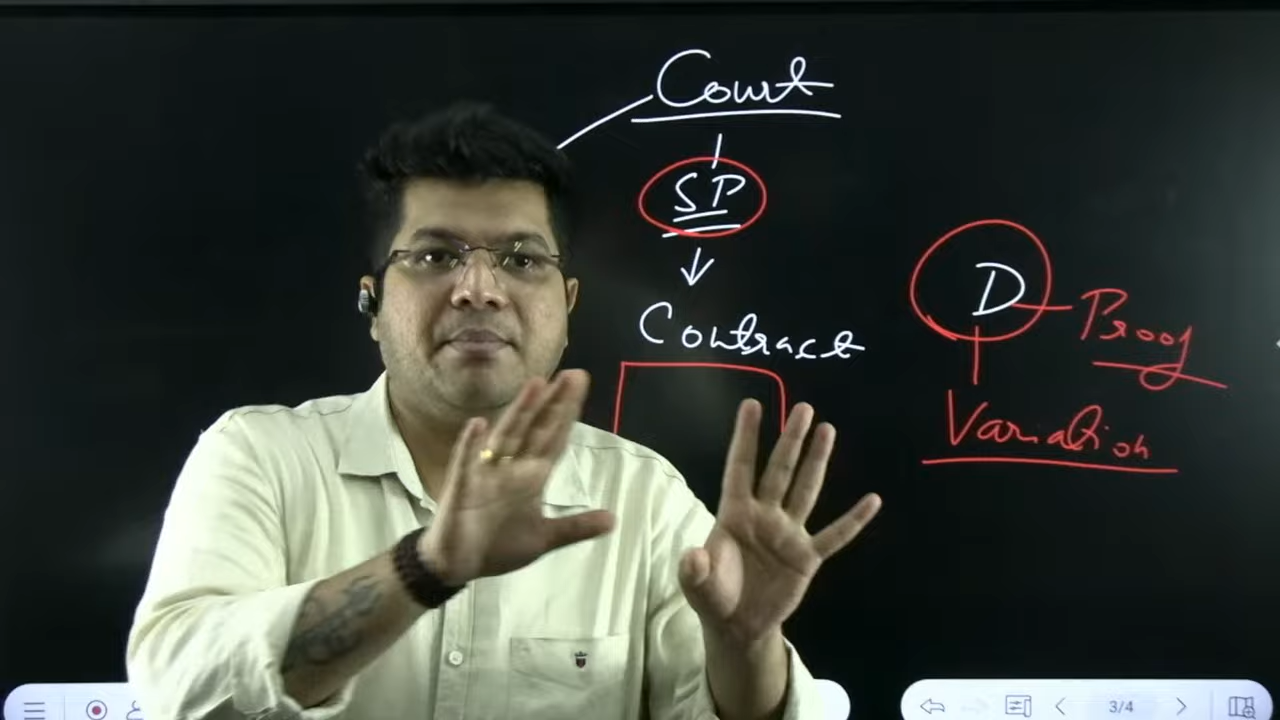 Court
SP
Contract
D
Proof
Variation
3/4